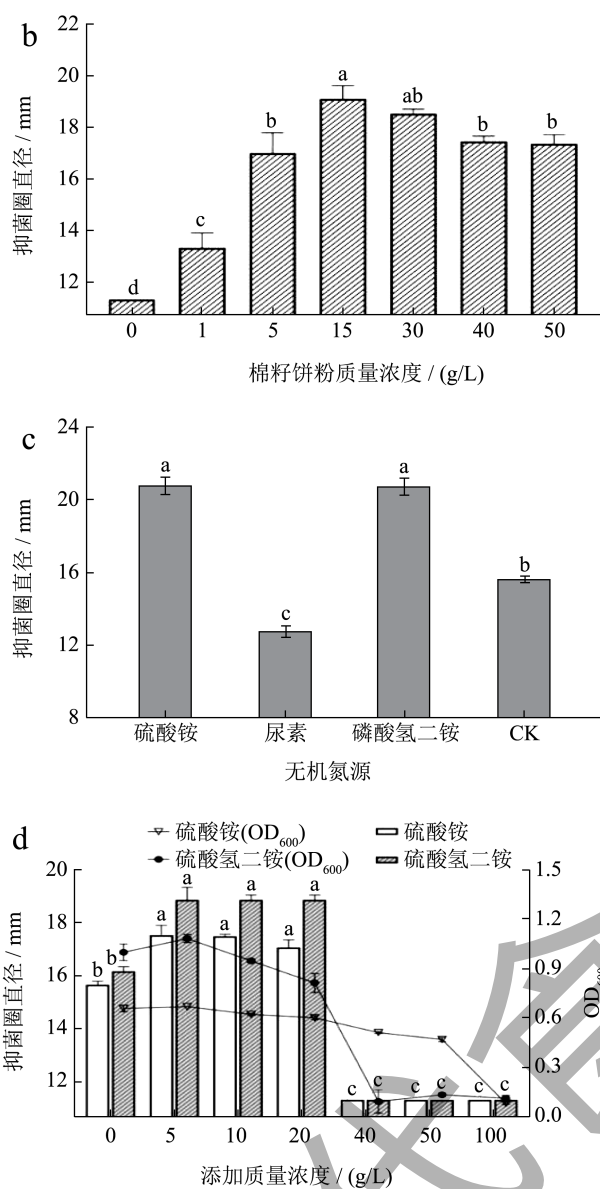 b
22
20
18
16
14
12
抑菌圈直径 / mm
d
c
b
a
ab
b
b
0 1 5 15 30 40 50
棉籽饼粉质量浓度 / (g/L)
c
24
20
16
12
8
抑菌圈直径 / mm
a
c
a
b
硫酸铵 尿素 磷酸氢二铵 CK
无机氮源
d
硫酸铵(OD600) 硫酸铵
硫酸氢二铵(OD600) 硫酸氢二铵
20
18
16
14
12
抑菌圈直径 / mm
b b a a a a a a c c c c c c
1.5
1.2
0.9
0.6
0.3
0.0
OD600
0 5 10 20 40 50 100
添加质量浓度 / (g/L)